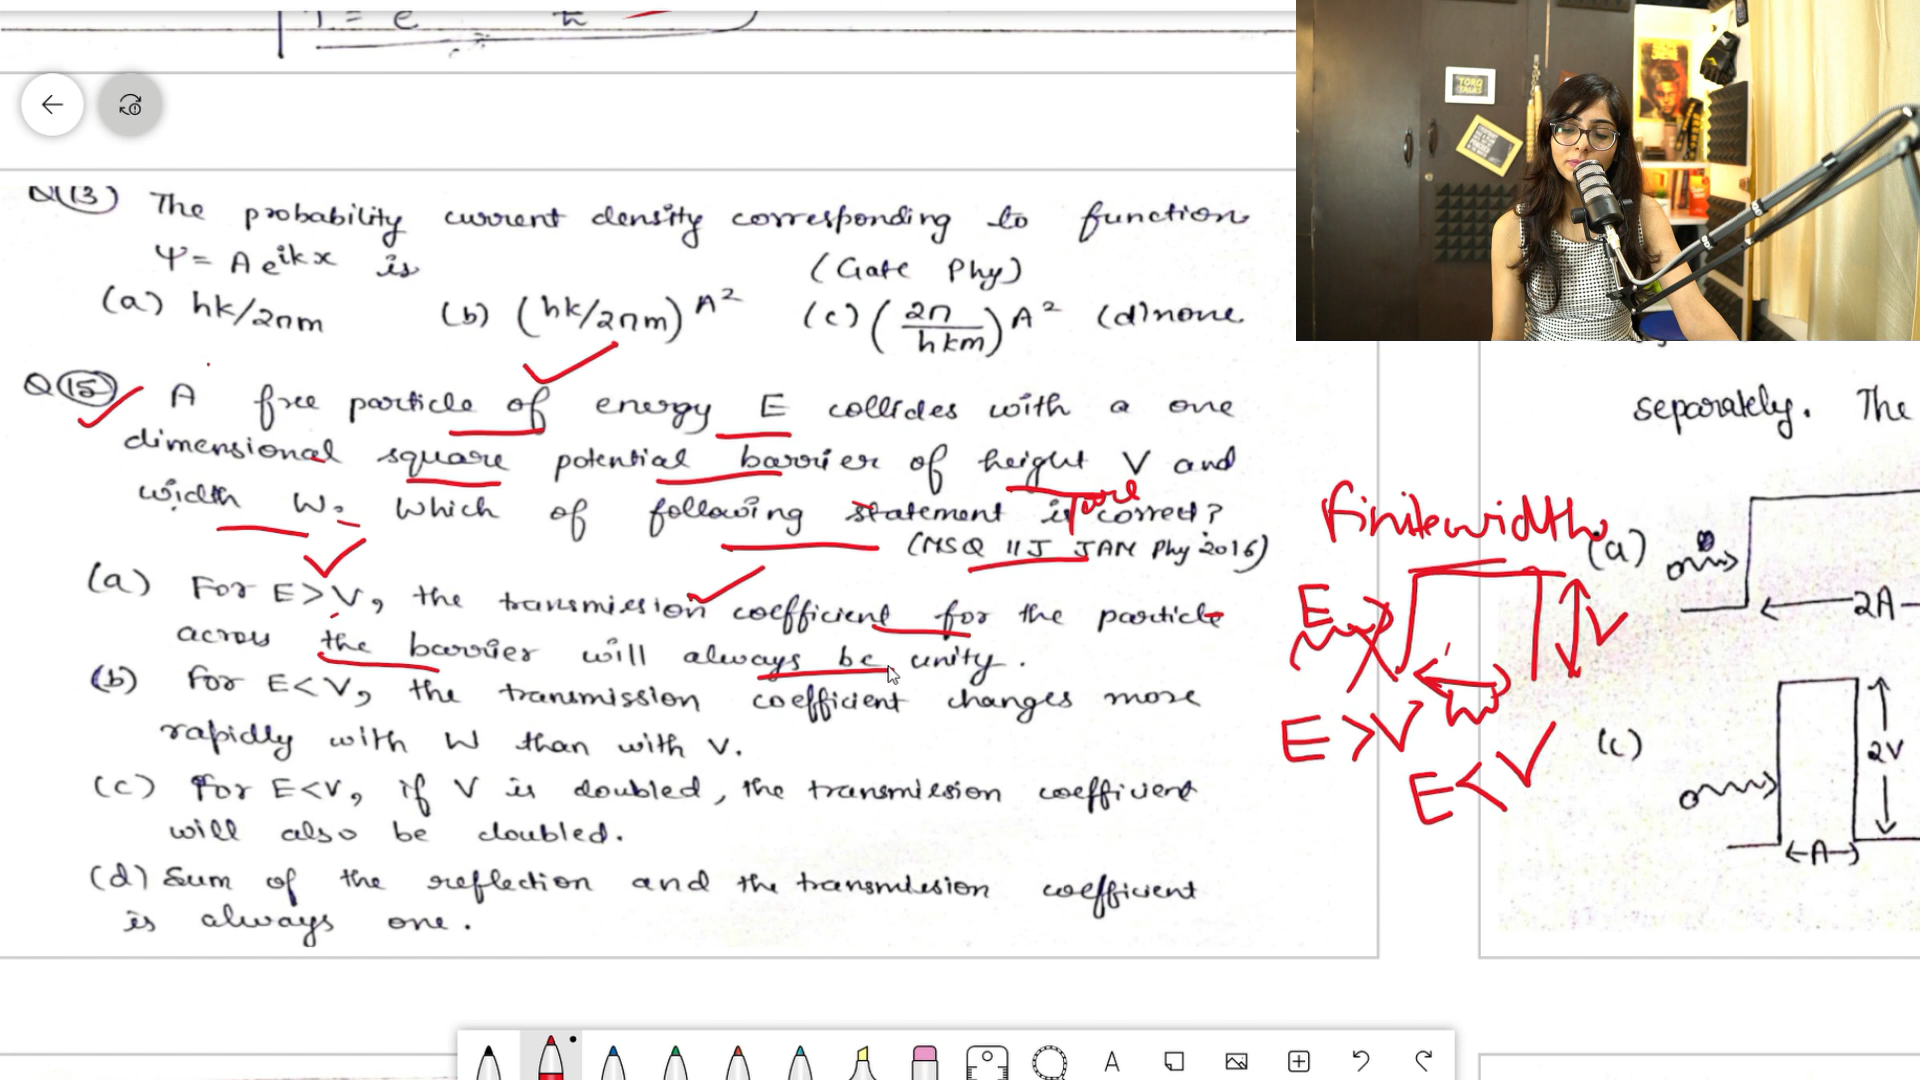 T = e ħ
Q(13) The probability current density corresponding to function
ψ = A e^{ikx} is (Gate Phy)
(a) hk/2πm (b) (hk/2πm) A² (c) (2π/hkm) A² (d) none
Q(15) A free particle of energy E collides with a one
dimensional square potential barrier of height V and
width W. Which of following statement is correct?
(MSQ IIT JAM Phy 2016)
(a) For E>V, the transmission coefficient for the particle
across the barrier will always be unity.
(b) for E<V, the transmission coefficient changes more
rapidly with W than with V.
(c) for E<V, if V is doubled, the transmission coefficient
will also be doubled.
(d) Sum of the reflection and the transmission coefficient
is always one.
finite width
E
V
W
E>V
E<V
separately. The
(a)
2A
(c)
2V
A
TORQ
TALKS
A